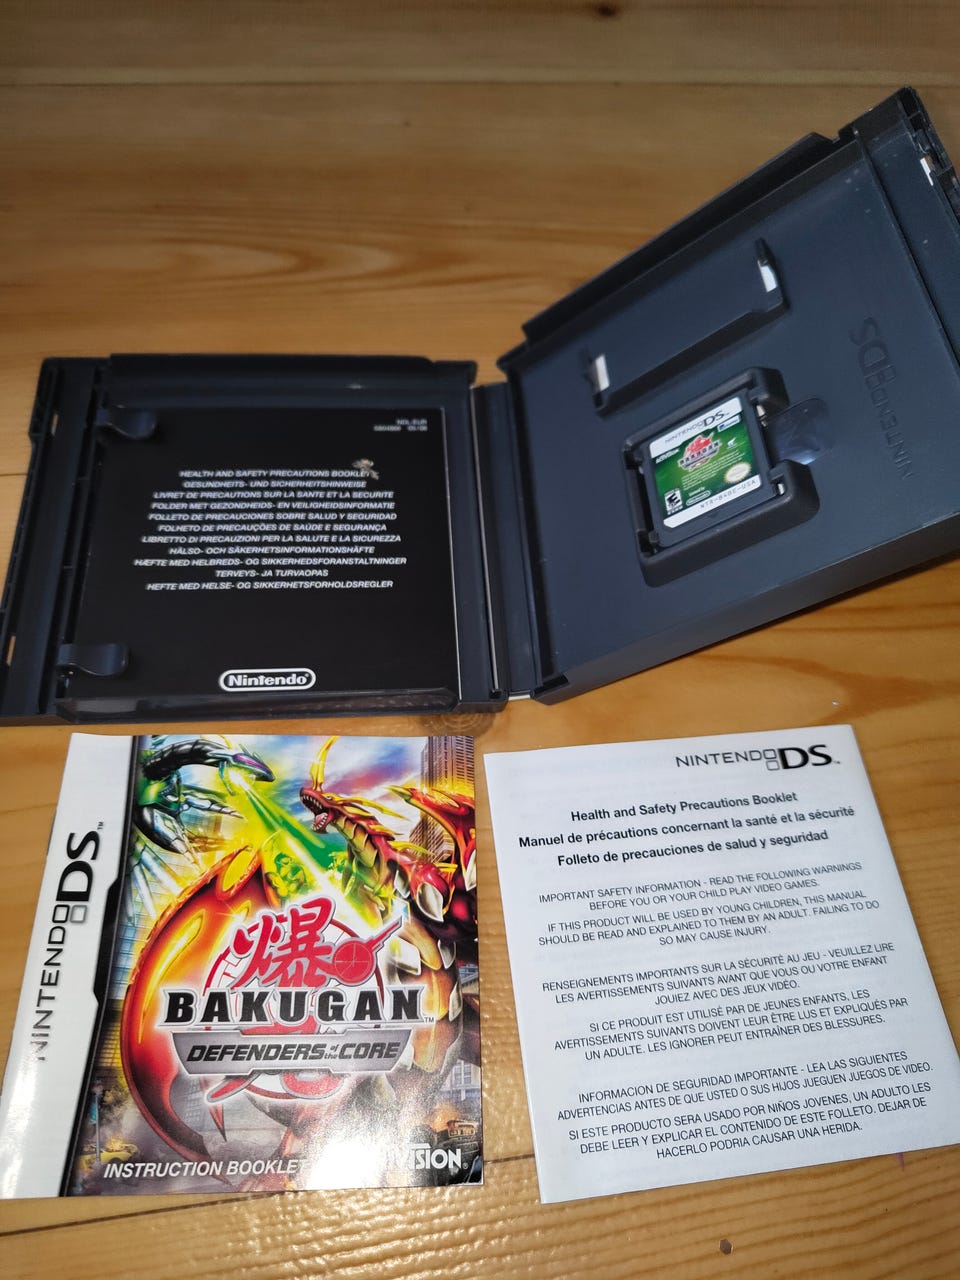 NINTENDO DS
NINTENDO DS™
BAKUGAN
Nintendo
NOL-EUR
HEALTH AND SAFETY PRECAUTIONS BOOKLET
GESUNDHEITS- UND SICHERHEITSHINWEISE
LIVRET DE PRECAUTIONS SUR LA SANTE ET LA SECURITE
FOLDER MET GEZONDHEIDS- EN VEILIGHEIDSINFORMATIE
FOLLETO DE PRECAUCIONES SOBRE SALUD Y SEGURIDAD
FOLHETO DE PRECAUÇÕES DE SAÚDE E SEGURANÇA
LIBRETTO DI PRECAUZIONI PER LA SALUTE E LA SICUREZZA
HÄLSO- OCH SÄKERHETSINFORMATIONSHÄFTE
HÆFTE MED HELBREDS- OG SIKKERHEDSFORANSTALTNINGER
TERVEYS- JA TURVAOPAS
HEFTE MED HELSE- OG SIKKERHETSFORHOLDSREGLER
Nintendo®
NINTENDO DS™
爆
BAKUGAN™
DEFENDERS of the CORE
INSTRUCTION BOOKLET
VISION®
NINTENDO DS™
Health and Safety Precautions Booklet
Manuel de précautions concernant la santé et la sécurité
Folleto de precauciones de salud y seguridad
IMPORTANT SAFETY INFORMATION - READ THE FOLLOWING WARNINGS
BEFORE YOU OR YOUR CHILD PLAY VIDEO GAMES.
IF THIS PRODUCT WILL BE USED BY YOUNG CHILDREN, THIS MANUAL
SHOULD BE READ AND EXPLAINED TO THEM BY AN ADULT. FAILING TO DO
SO MAY CAUSE INJURY.
RENSEIGNEMENTS IMPORTANTS SUR LA SÉCURITÉ AU JEU - VEUILLEZ LIRE
LES AVERTISSEMENTS SUIVANTS AVANT QUE VOUS OU VOTRE ENFANT
JOUIEZ AVEC DES JEUX VIDÉO.
SI CE PRODUIT EST UTILISÉ PAR DE JEUNES ENFANTS, LES
AVERTISSEMENTS SUIVANTS DOIVENT LEUR ÊTRE LUS ET EXPLIQUÉS PAR
UN ADULTE. LES IGNORER PEUT ENTRAÎNER DES BLESSURES.
INFORMACION DE SEGURIDAD IMPORTANTE - LEA LAS SIGUIENTES
ADVERTENCIAS ANTES DE QUE USTED O SUS HIJOS JUEGUEN JUEGOS DE VIDEO.
SI ESTE PRODUCTO SERA USADO POR NIÑOS JOVENES, UN ADULTO LES
DEBE LEER Y EXPLICAR EL CONTENIDO DE ESTE FOLLETO. DEJAR DE
HACERLO PODRIA CAUSAR UNA HERIDA.